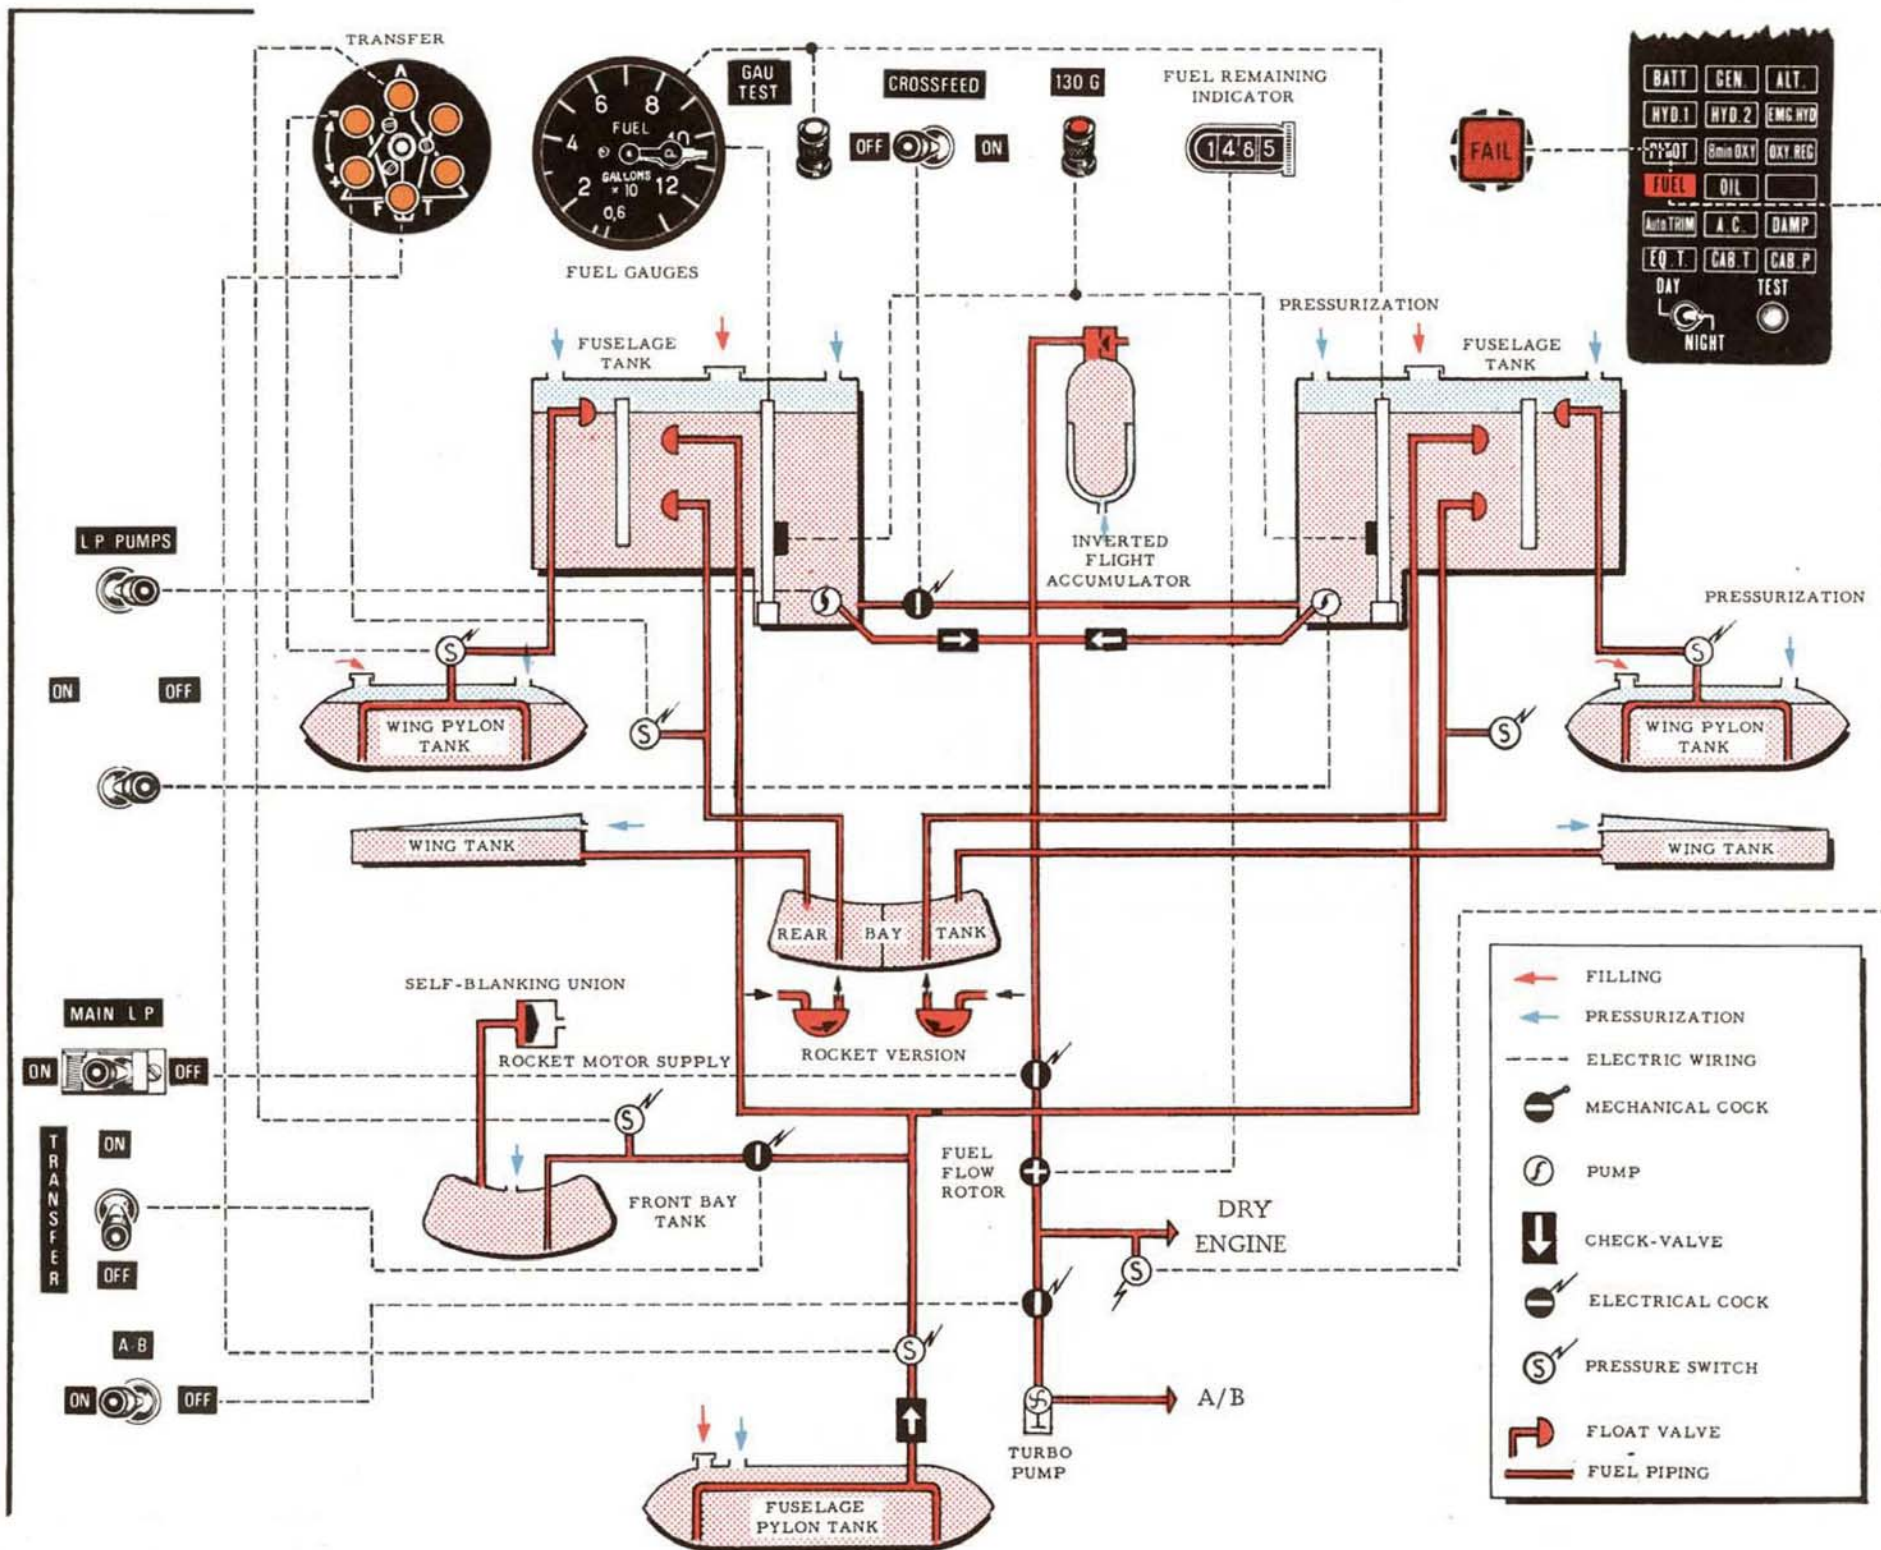 TRANSFER
A
F T
6 8
FUEL
4 10
GALLONS
× 10
2 12
0,6
FUEL GAUGES
GAU
TEST
CROSSFEED
OFF
ON
130 G
FUEL REMAINING
INDICATOR
1465
FAIL
BATT GEN. ALT.
HYD.1 HYD.2 EMG HYD
PITOT 8min OXY OXY.REG
FUEL OIL
Auto TRIM A.C. DAMP
EQ.T. CAB.T CAB.P
DAY TEST
NIGHT
FUSELAGE
TANK
PRESSURIZATION
FUSELAGE
TANK
INVERTED
FLIGHT
ACCUMULATOR
L P PUMPS
ON OFF
PRESSURIZATION
S
WING PYLON
TANK
S
S
S
WING PYLON
TANK
WING TANK
WING TANK
REAR BAY TANK
SELF-BLANKING UNION
ROCKET MOTOR SUPPLY
ROCKET VERSION
MAIN L P
ON OFF
S
TRANSFER
ON
OFF
FRONT BAY
TANK
FUEL
FLOW
ROTOR
DRY
ENGINE
S
A-B
ON OFF
S
A/B
TURBO
PUMP
FUSELAGE
PYLON TANK
FILLING
PRESSURIZATION
ELECTRIC WIRING
MECHANICAL COCK
PUMP
CHECK-VALVE
ELECTRICAL COCK
S PRESSURE SWITCH
FLOAT VALVE
FUEL PIPING